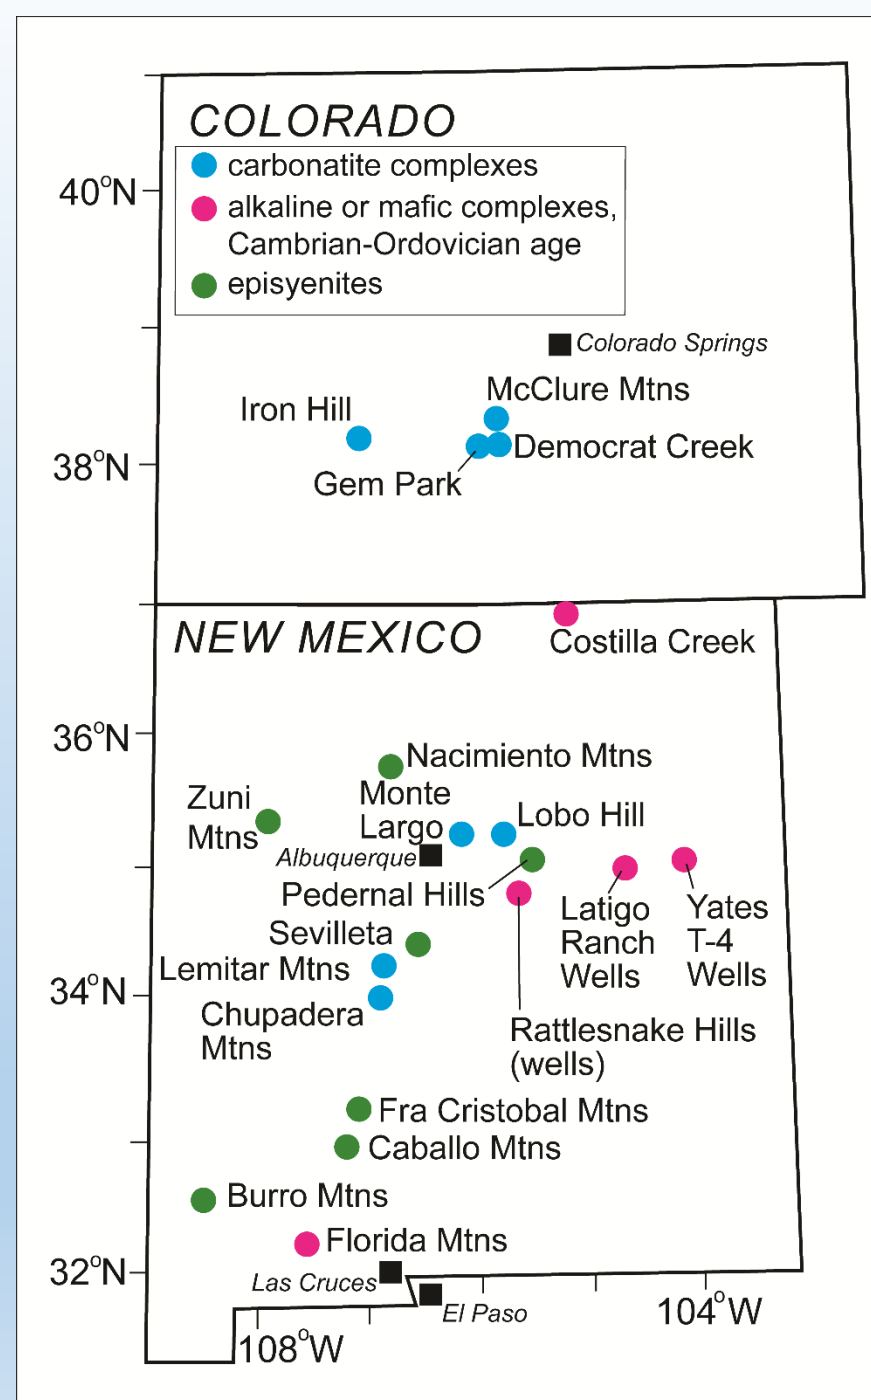 COLORADO
carbonatite complexes
alkaline or mafic complexes,
Cambrian-Ordovician age
episyenites
40°N
Colorado Springs
McClure Mtns
Iron Hill
Democrat Creek
38°N
Gem Park
NEW MEXICO
Costilla Creek
36°N
Nacimiento Mtns
Zuni
Mtns
Monte
Largo
Lobo Hill
Albuquerque
Pedernal Hills
Latigo
Ranch
Wells
Yates
T-4
Wells
Sevilleta
Lemitar Mtns
34°N
Chupadera
Mtns
Rattlesnake Hills
(wells)
Fra Cristobal Mtns
Caballo Mtns
Burro Mtns
Florida Mtns
32°N
Las Cruces
El Paso
104°W
108°W